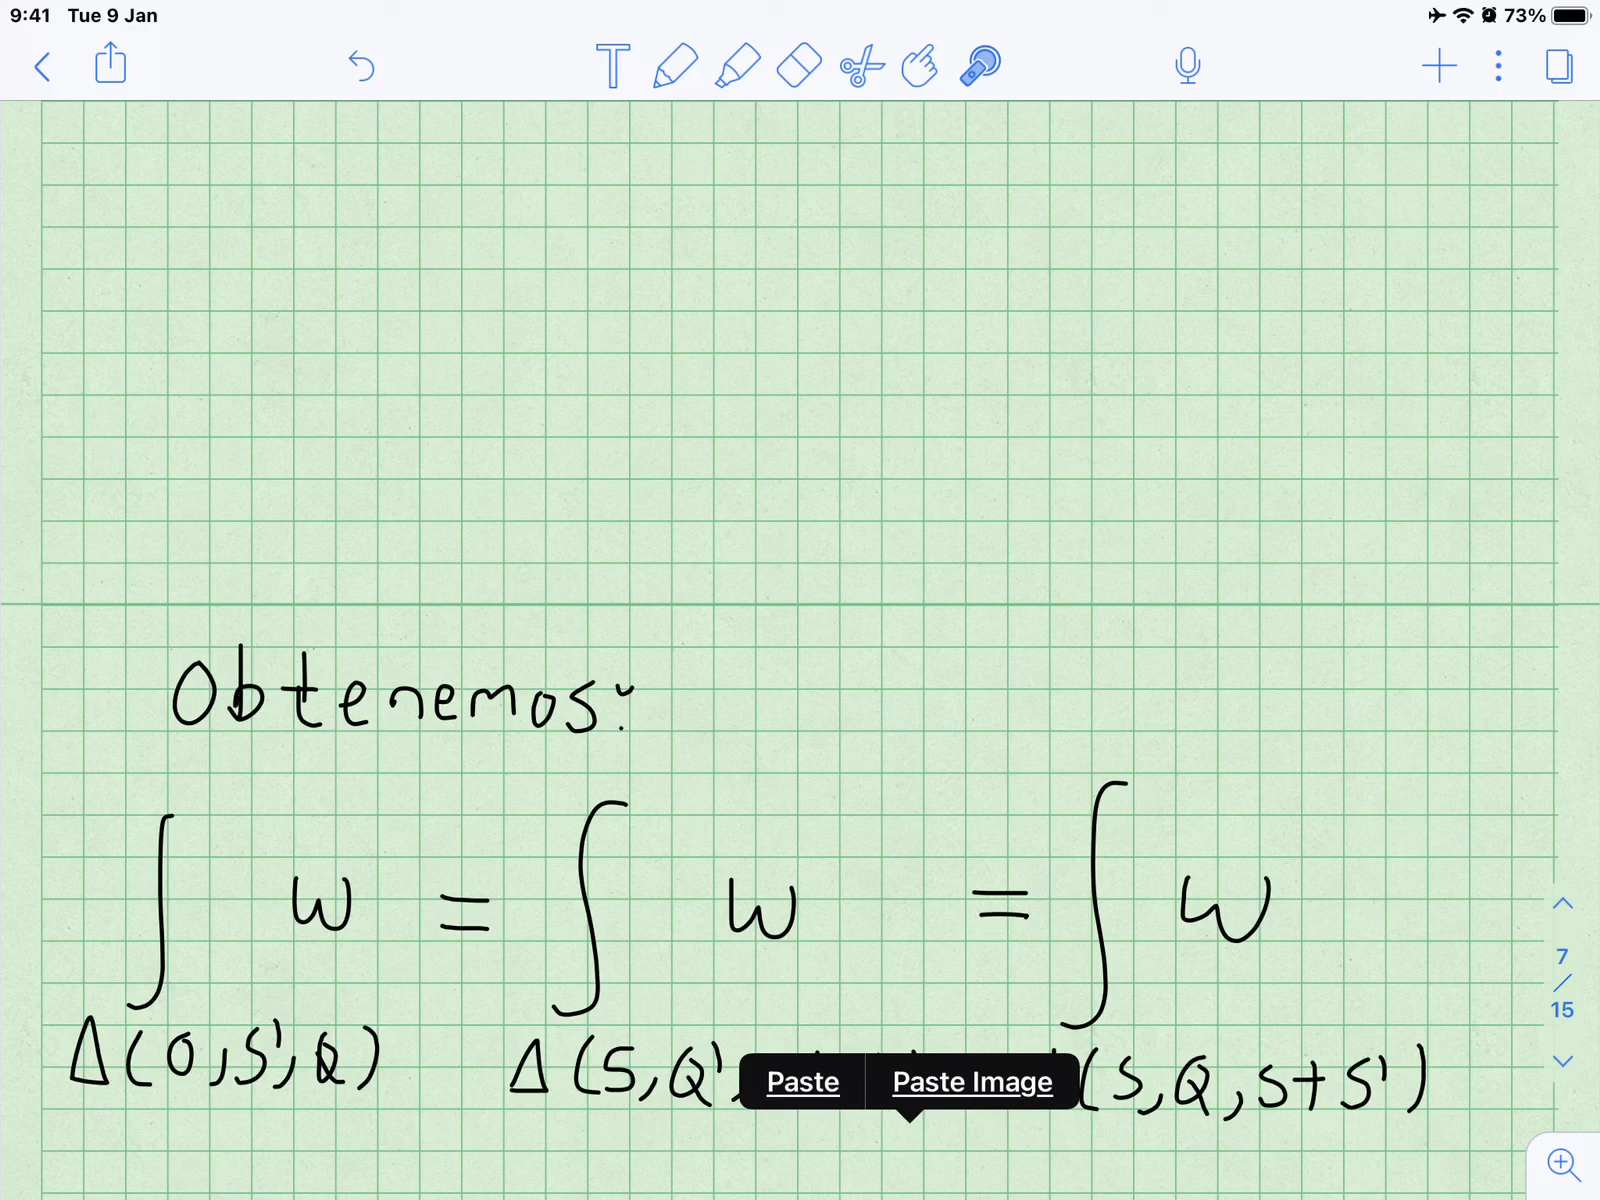 9:41 Tue 9 Jan 73%
Obtenemos:
∫ w = ∫ w = ∫ w
Δ(0,S',Q) Δ(S,Q', (S,Q,S+S')
Paste Paste Image
7
/
15